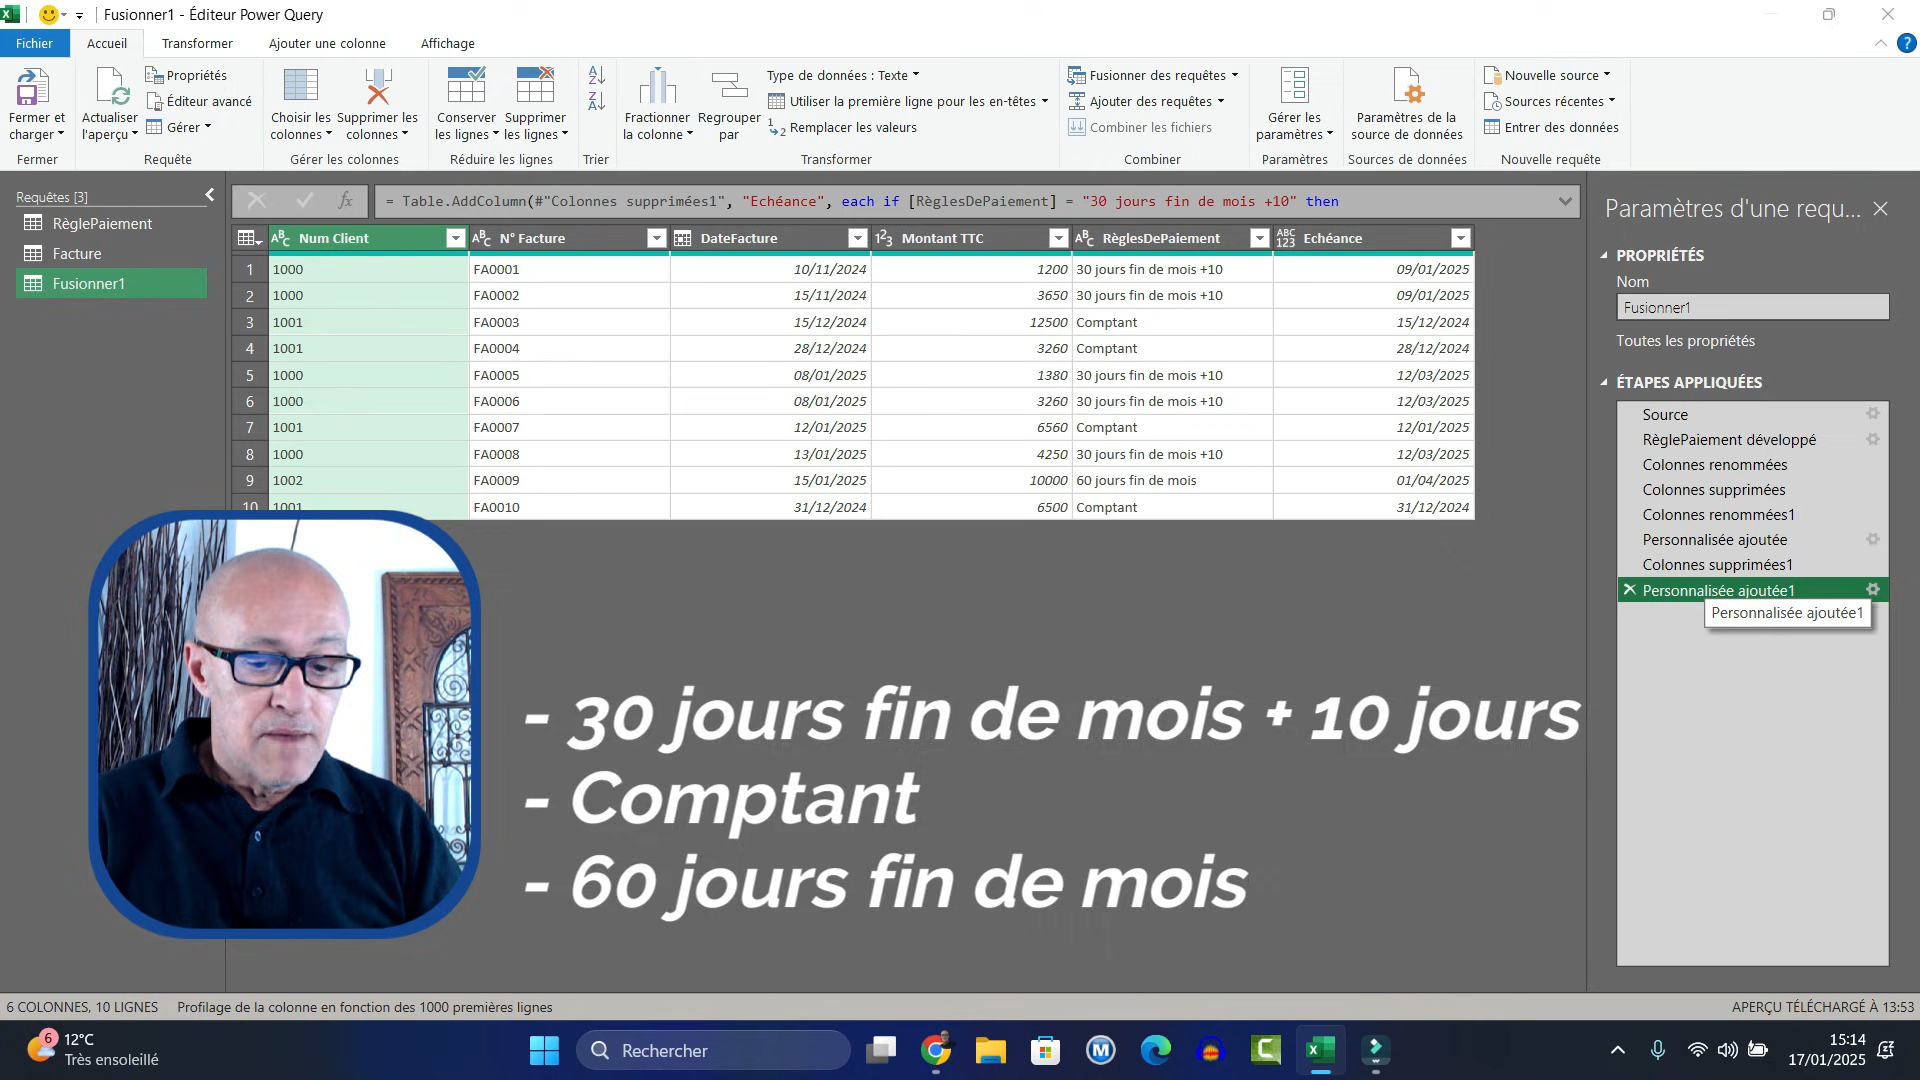 Fusionner1 - Éditeur Power Query
Fichier
Accueil
Transformer
Ajouter une colonne
Affichage
Fermer et
charger
Fermer
Actualiser
l'aperçu
Propriétés
Éditeur avancé
Gérer
Requête
Choisir les
colonnes
Supprimer les
colonnes
Gérer les colonnes
Conserver
les lignes
Supprimer
les lignes
Réduire les lignes
Trier
Fractionner
la colonne
Regrouper
par
Type de données : Texte
Utiliser la première ligne pour les en-têtes
Remplacer les valeurs
Transformer
Fusionner des requêtes
Ajouter des requêtes
Combiner les fichiers
Combiner
Gérer les
paramètres
Paramètres
Paramètres de la
source de données
Sources de données
Nouvelle source
Sources récentes
Entrer des données
Nouvelle requête
Requêtes [3]
RèglePaiement
Facture
Fusionner1
fx = Table.AddColumn(#"Colonnes supprimées1", "Echéance", each if [RèglesDePaiement] = "30 jours fin de mois +10" then
Num Client N° Facture DateFacture Montant TTC RèglesDePaiement Echéance
1 1000 FA0001 10/11/2024 1200 30 jours fin de mois +10 09/01/2025
2 1000 FA0002 15/11/2024 3650 30 jours fin de mois +10 09/01/2025
3 1001 FA0003 15/12/2024 12500 Comptant 15/12/2024
4 1001 FA0004 28/12/2024 3260 Comptant 28/12/2024
5 1000 FA0005 08/01/2025 1380 30 jours fin de mois +10 12/03/2025
6 1000 FA0006 08/01/2025 3260 30 jours fin de mois +10 12/03/2025
7 1001 FA0007 12/01/2025 6560 Comptant 12/01/2025
8 1000 FA0008 13/01/2025 4250 30 jours fin de mois +10 12/03/2025
9 1002 FA0009 15/01/2025 10000 60 jours fin de mois 01/04/2025
10 1001 FA0010 31/12/2024 6500 Comptant 31/12/2024
- 30 jours fin de mois + 10 jours
- Comptant
- 60 jours fin de mois
Paramètres d'une requ...
PROPRIÉTÉS
Nom
Fusionner1
Toutes les propriétés
ÉTAPES APPLIQUÉES
Source
RèglePaiement développé
Colonnes renommées
Colonnes supprimées
Colonnes renommées1
Personnalisée ajoutée
Colonnes supprimées1
Personnalisée ajoutée1
Personnalisée ajoutée1
6 COLONNES, 10 LIGNES
Profilage de la colonne en fonction des 1000 premières lignes
APERÇU TÉLÉCHARGÉ À 13:53
6
12°C
Très ensoleillé
Rechercher
15:14
17/01/2025